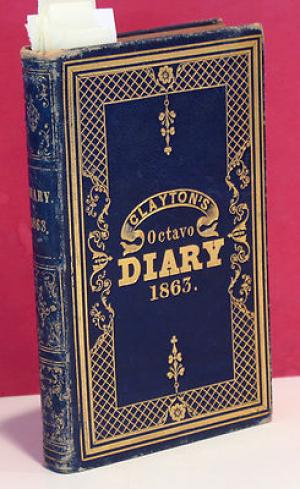 CLAYTON'S
Octavo
DIARY
1863.
DIARY.
1863.